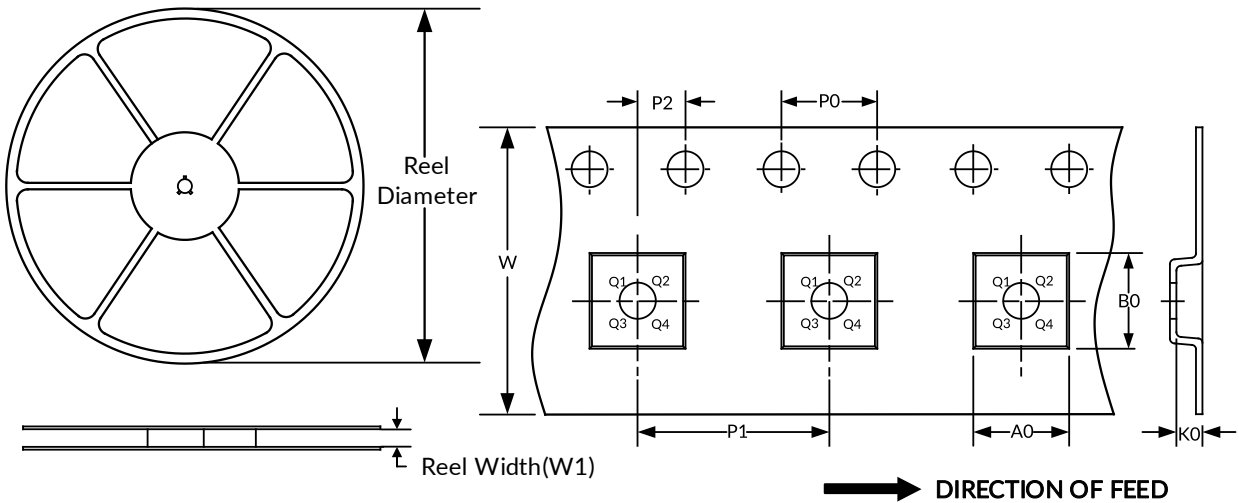 P2
P0
Reel
Diameter
W
Q1 Q2
Q3 Q4
Q1 Q2
Q3 Q4
Q1 Q2
Q3 Q4
B0
P1
A0
K0
Reel Width(W1)
DIRECTION OF FEED